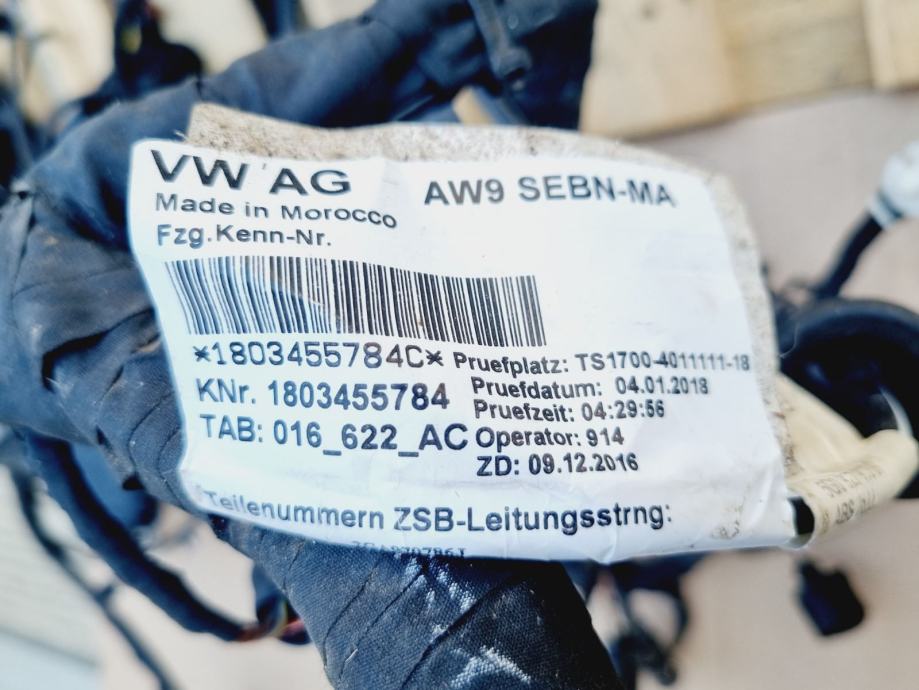 VW AG
AW9 SEBN-MA
Made in Morocco
Fzg.Kenn-Nr.
*1803455784C*
KNr. 1803455784
TAB: 016_622_AC
Pruefplatz: TS1700-4011111-18
Pruefdatum: 04.01.2018
Pruefzeit: 04:29:56
Operator: 914
ZD: 09.12.2016
Teilenummern ZSB-Leitungsstrng: